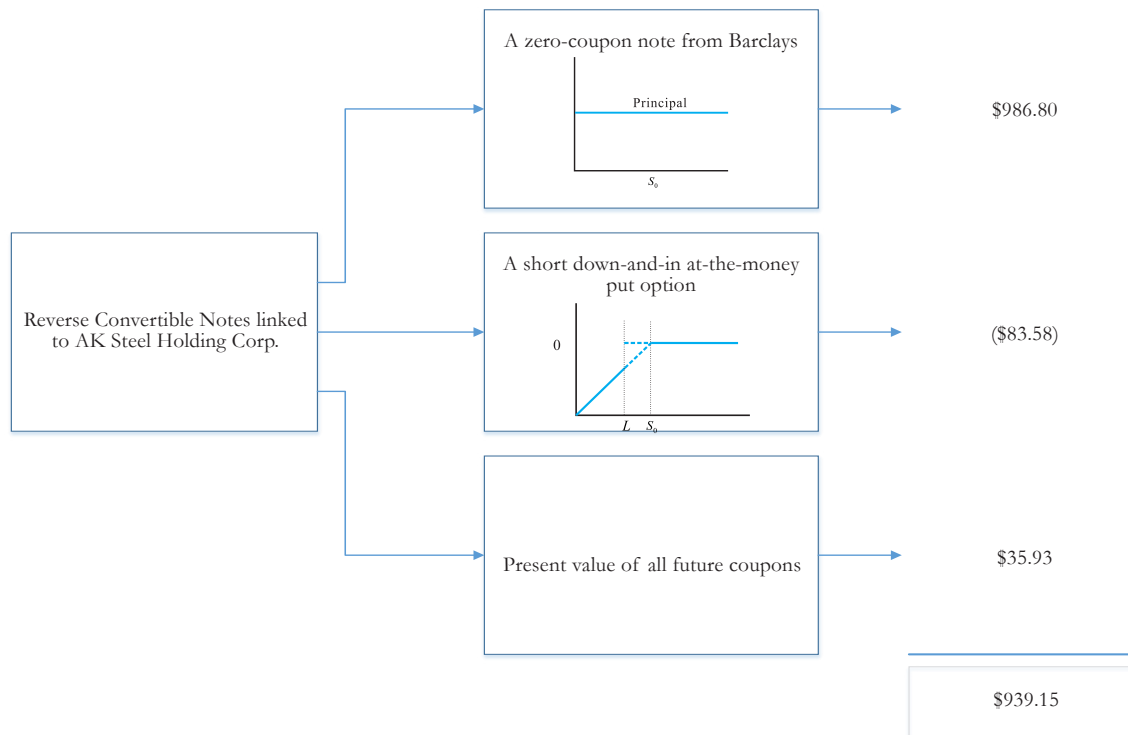 A zero-coupon note from Barclays
Principal
S₀
$986.80
Reverse Convertible Notes linked
to AK Steel Holding Corp.
A short down-and-in at-the-money
put option
0
L S₀
($83.58)
Present value of all future coupons
$35.93
$939.15